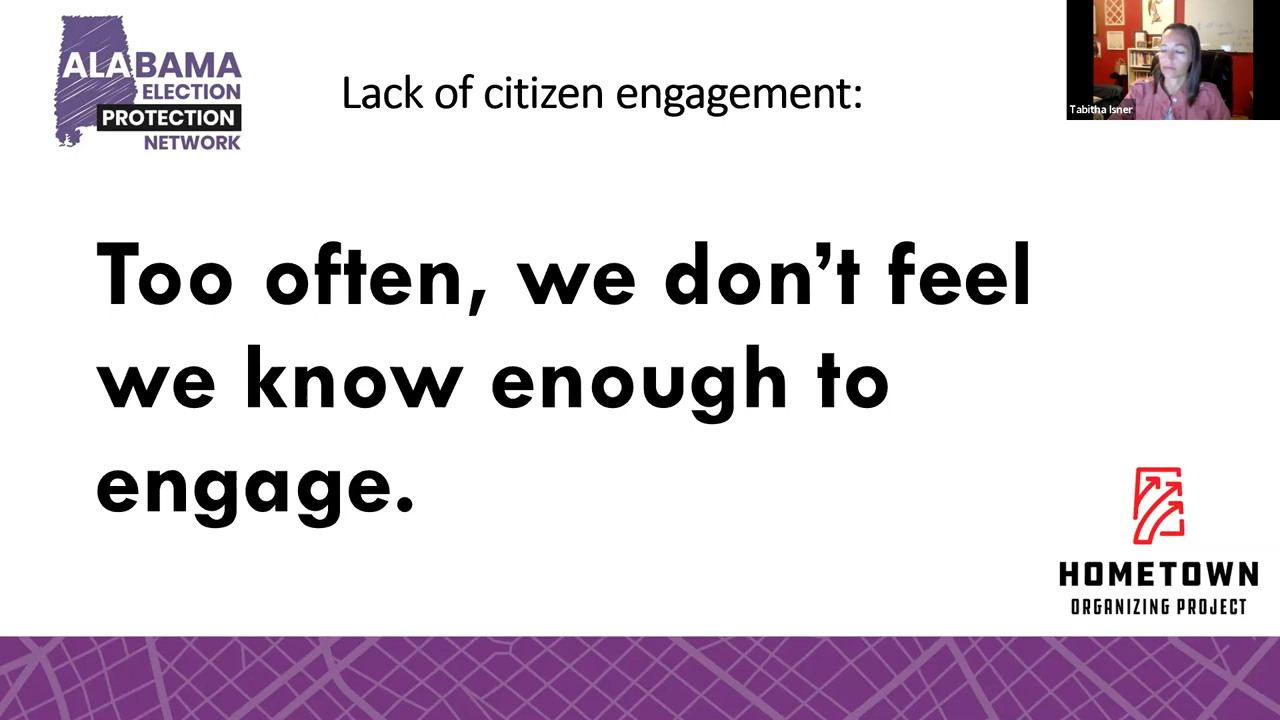 ALABAMA
ELECTION
PROTECTION
NETWORK
Lack of citizen engagement:
Tabitha Isner
Too often, we don’t feel
we know enough to
engage.
HOMETOWN
ORGANIZING PROJECT